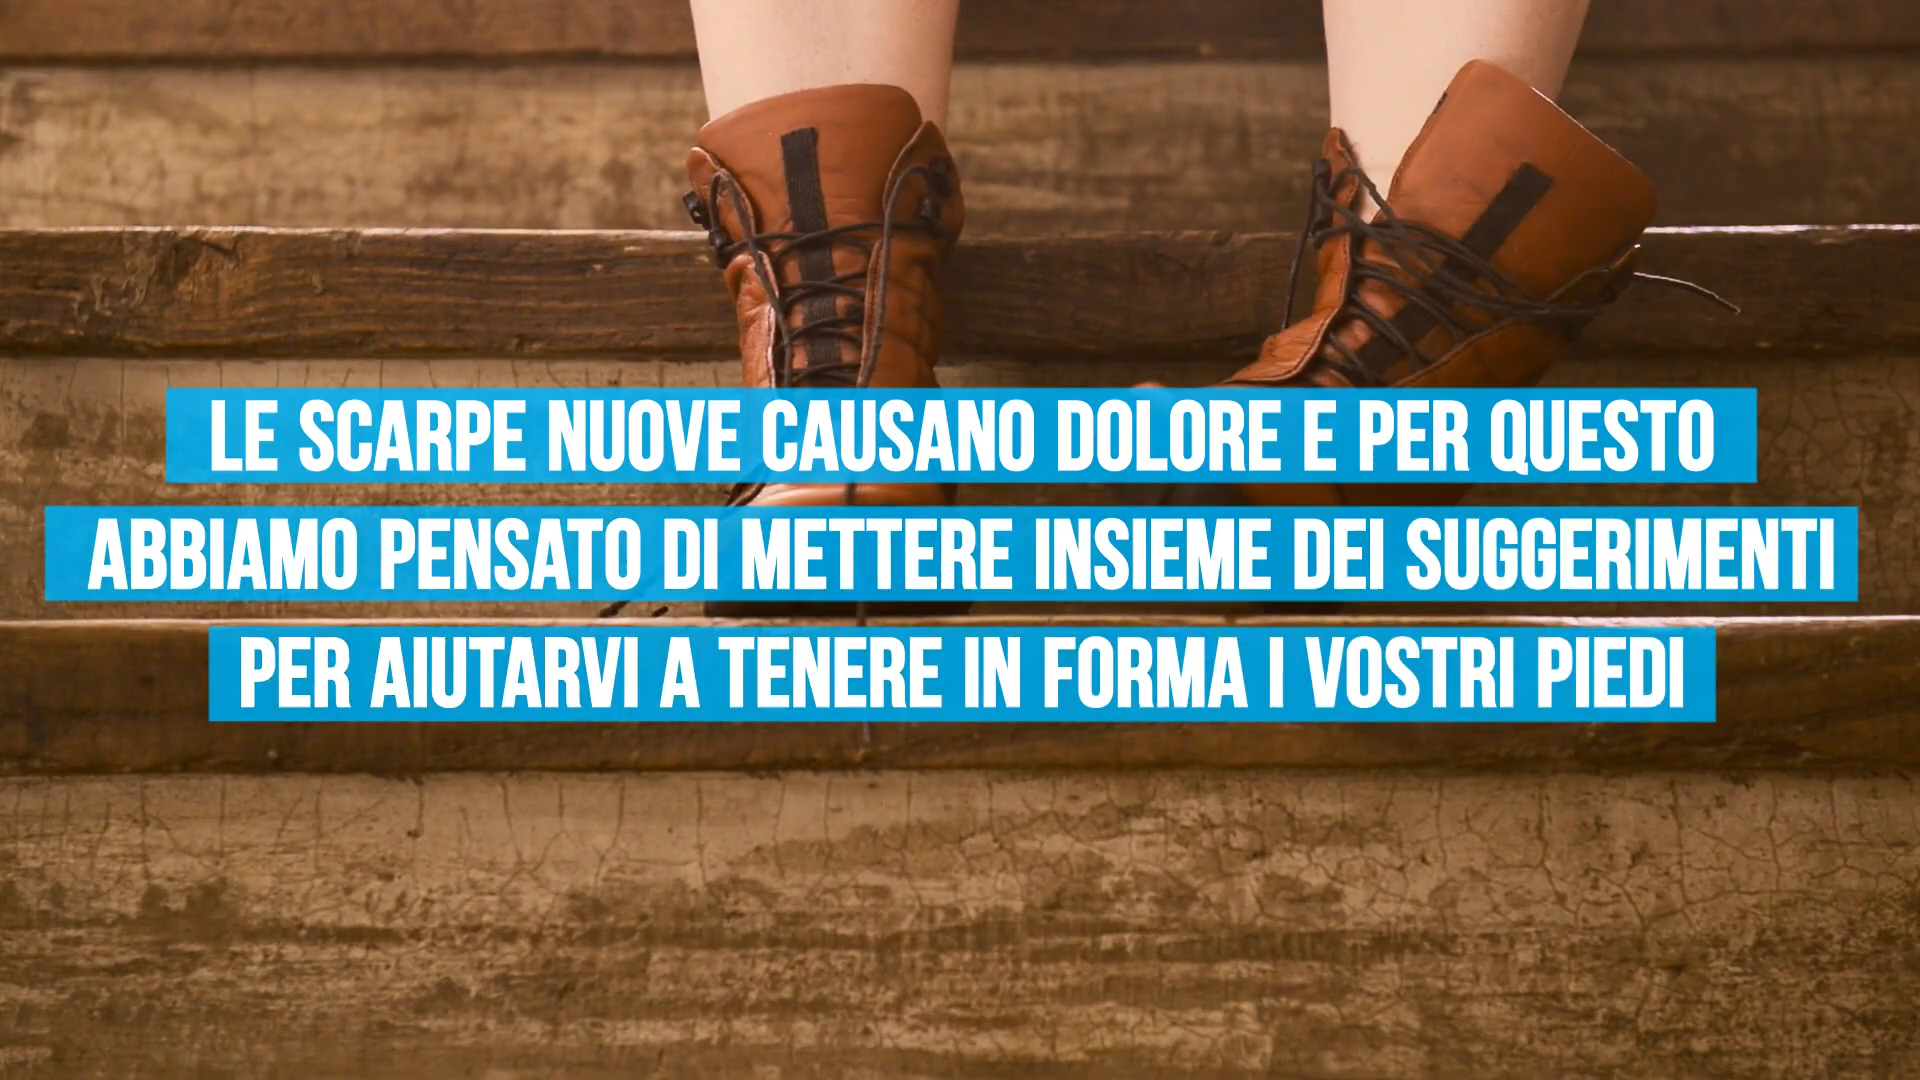 LE SCARPE NUOVE CAUSANO DOLORE E PER QUESTO
ABBIAMO PENSATO DI METTERE INSIEME DEI SUGGERIMENTI
PER AIUTARVI A TENERE IN FORMA I VOSTRI PIEDI